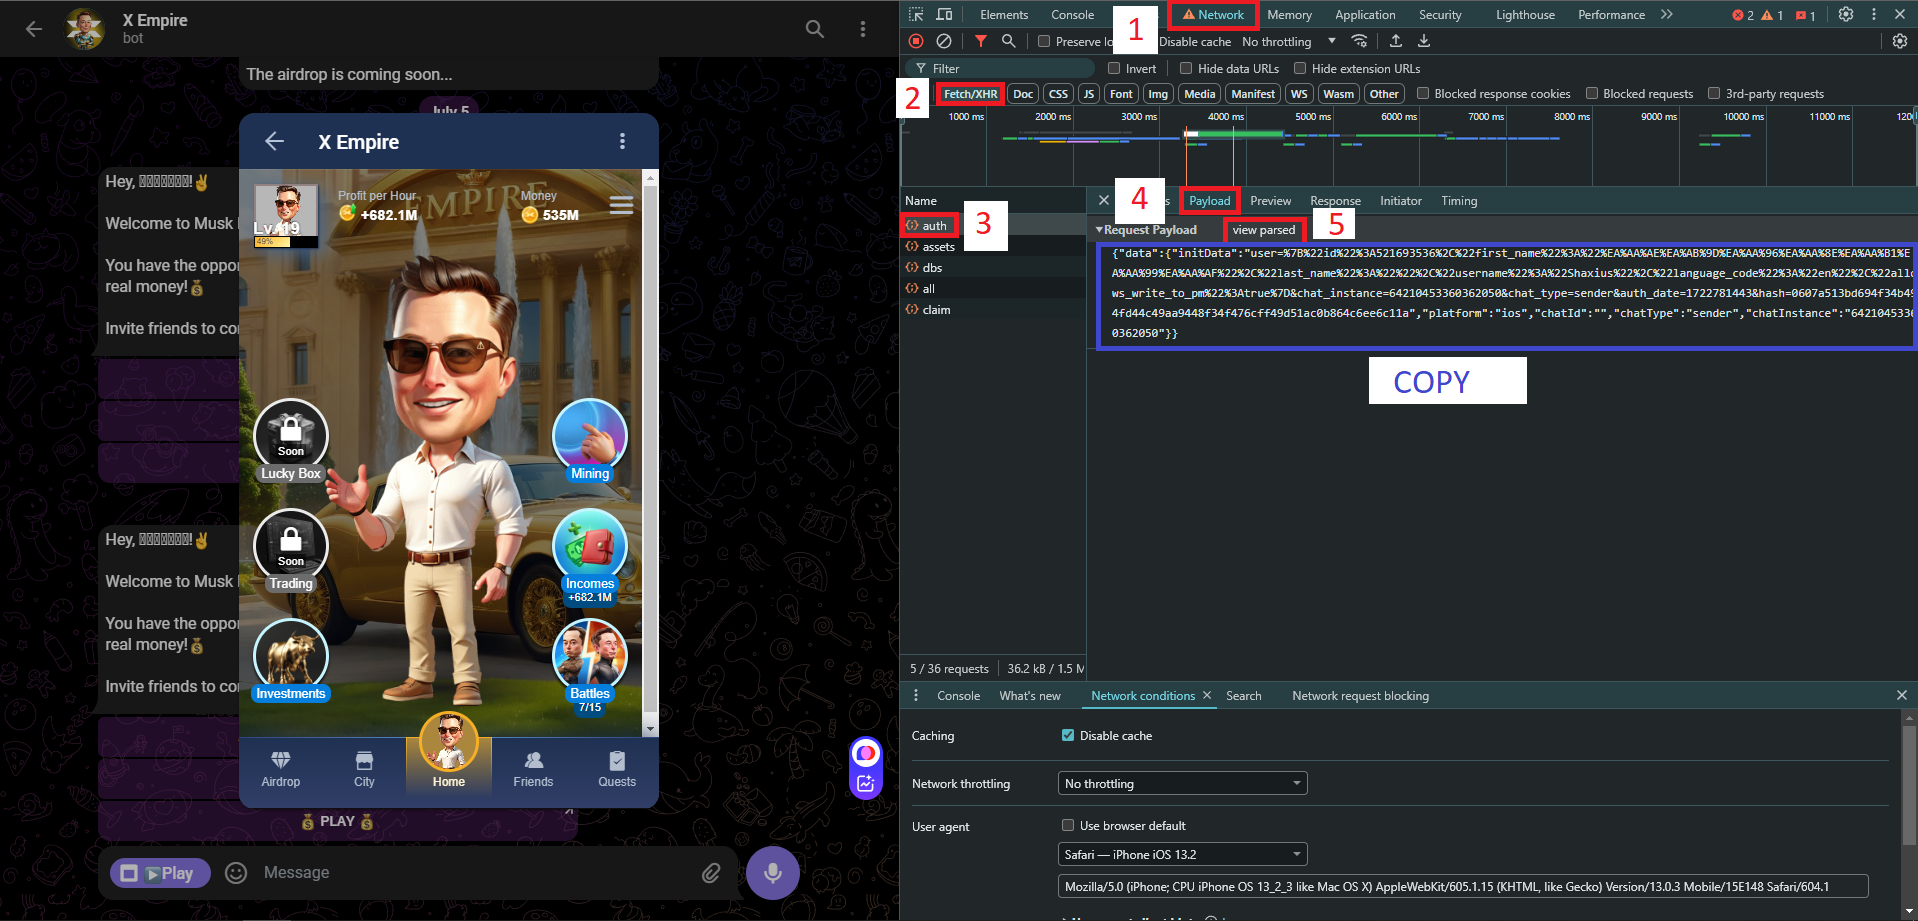 X Empire
bot
The airdrop is coming soon...
July 5
X Empire
Hey, !✌
Welcome to Musk
You have the oppor
real money!💰
Invite friends to co
EMPIRE
Profit per Hour
+682.1M
Money
535M
Lv. 19
49%
Soon
Lucky Box
Mining
Soon
Trading
Incomes
+682.1M
Investments
Battles
7/15
Airdrop
City
Home
Friends
Quests
Hey, !✌
Welcome to Musk
You have the oppor
real money!💰
Invite friends to co
💰 PLAY 💰
▶Play
Message
Elements Console Network Memory Application Security Lighthouse Performance 2 1 1
1
Preserve lo Disable cache No throttling
Filter Invert Hide data URLs Hide extension URLs
2
Fetch/XHR Doc CSS JS Font Img Media Manifest WS Wasm Other Blocked response cookies Blocked requests 3rd-party requests
1000 ms 2000 ms 3000 ms 4000 ms 5000 ms 6000 ms 7000 ms 8000 ms 9000 ms 10000 ms 11000 ms 120
Name
auth
3
assets
dbs
all
claim
5 / 36 requests 36.2 kB / 1.5 M
4
s Payload Preview Response Initiator Timing
▼Request Payload view parsed
5
{"data":{"initData":"user=%7B%22id%22%3A521693536%2C%22first_name%22%3A%22%EA%AA%AE%EA%AB%9D%EA%AA%96%EA%AA%8E%EA%AA%B1%E
A%AA%99%EA%AA%AF%22%2C%22last_name%22%3A%22%22%2C%22username%22%3A%22Shaxius%22%2C%22language_code%22%3A%22en%22%2C%22allo
ws_write_to_pm%22%3Atrue%7D&chat_instance=64210453360362050&chat_type=sender&auth_date=1722781443&hash=0607a513bd694f34b49
4fd44c49aa9448f34f476cff49d51ac0b864c6ee6c11a","platform":"ios","chatId":"","chatType":"sender","chatInstance":"6421045336
0362050"}}
COPY
Console What's new Network conditions Search Network request blocking
Caching Disable cache
Network throttling No throttling
User agent Use browser default
Safari — iPhone iOS 13.2
Mozilla/5.0 (iPhone; CPU iPhone OS 13_2_3 like Mac OS X) AppleWebKit/605.1.15 (KHTML, like Gecko) Version/13.0.3 Mobile/15E148 Safari/604.1